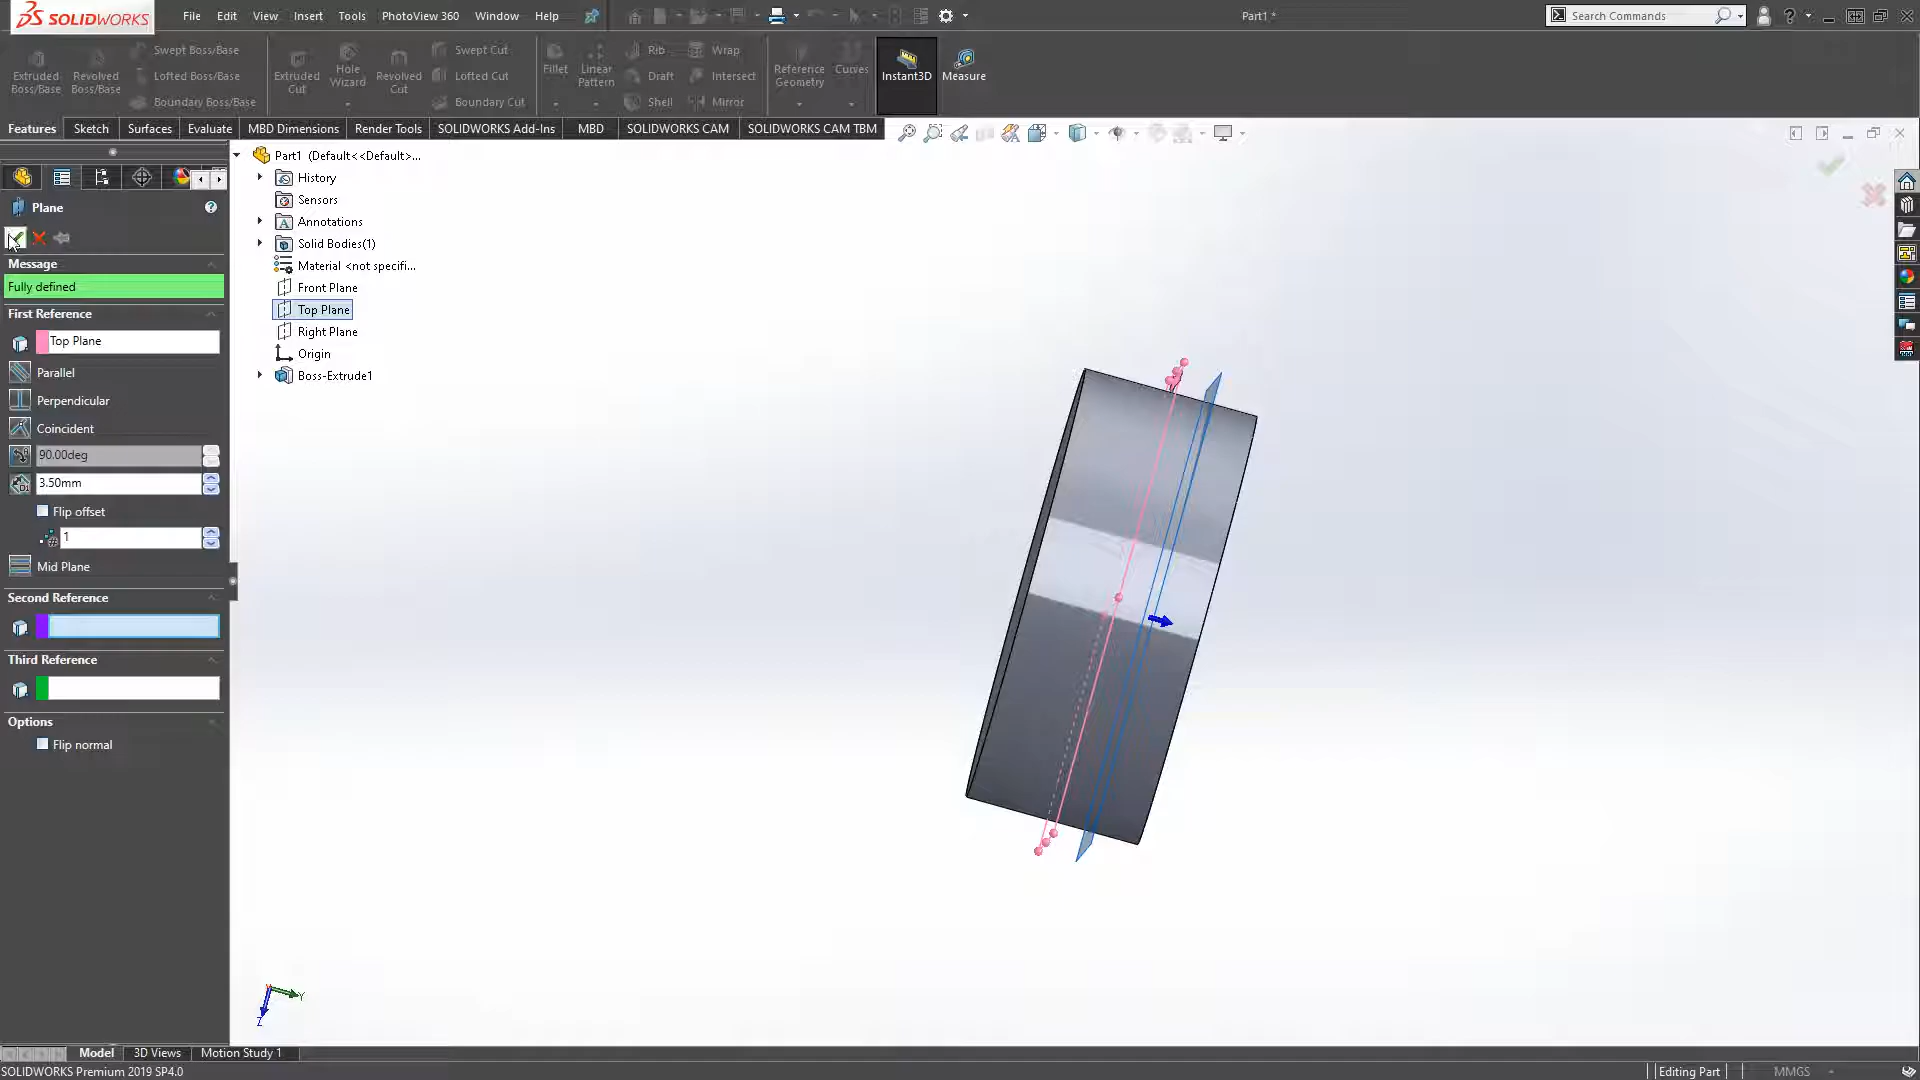 SOLIDWORKS File Edit View Insert Tools PhotoView 360 Window Help Part1 * Search Commands
Extruded Boss/Base
Revolved Boss/Base
Swept Boss/Base
Lofted Boss/Base
Boundary Boss/Base
Extruded Cut
Hole Wizard
Revolved Cut
Swept Cut
Lofted Cut
Boundary Cut
Fillet
Linear Pattern
Rib
Draft
Shell
Wrap
Intersect
Mirror
Reference Geometry
Curves
Instant3D
Measure
Features Sketch Surfaces Evaluate MBD Dimensions Render Tools SOLIDWORKS Add-Ins MBD SOLIDWORKS CAM SOLIDWORKS CAM TBM
Plane
Message
Fully defined
First Reference
Top Plane
Parallel
Perpendicular
Coincident
90.00deg
3.50mm
Flip offset
1
Mid Plane
Second Reference
Third Reference
Options
Flip normal
Part1 (Default<<Default>...
History
Sensors
Annotations
Solid Bodies(1)
Material <not specifi...
Front Plane
Top Plane
Right Plane
Origin
Boss-Extrude1
Y
Z
Model 3D Views Motion Study 1
SOLIDWORKS Premium 2019 SP4.0 Editing Part MMGS